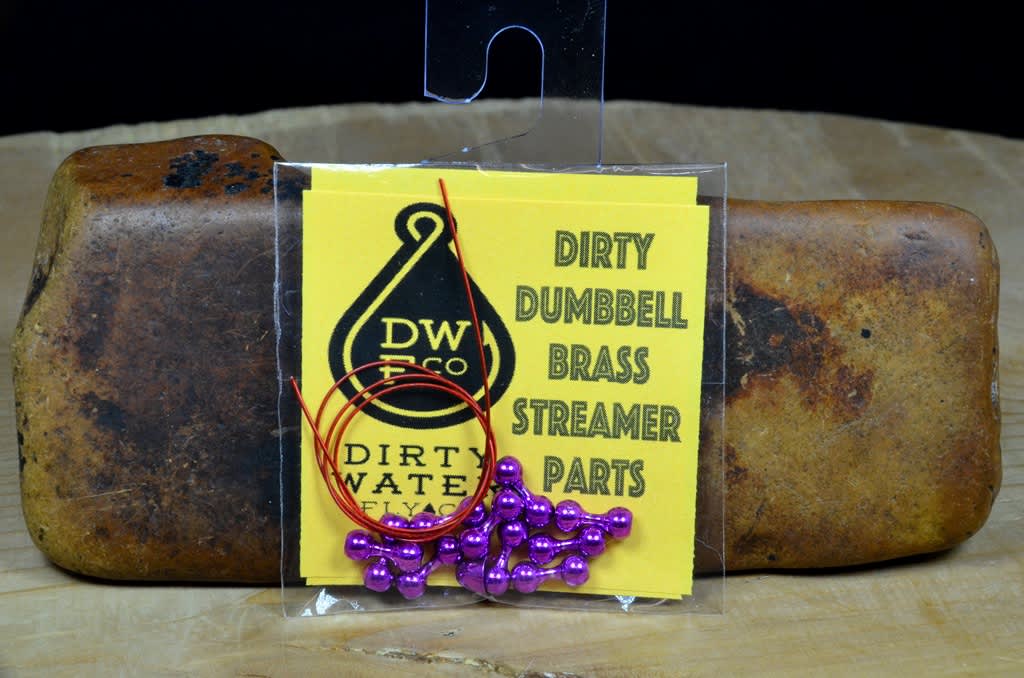 DW
F CO
DIRTY
WATER
FLY CO
DIRTY
DUMBBELL
BRASS
STREAMER
PARTS